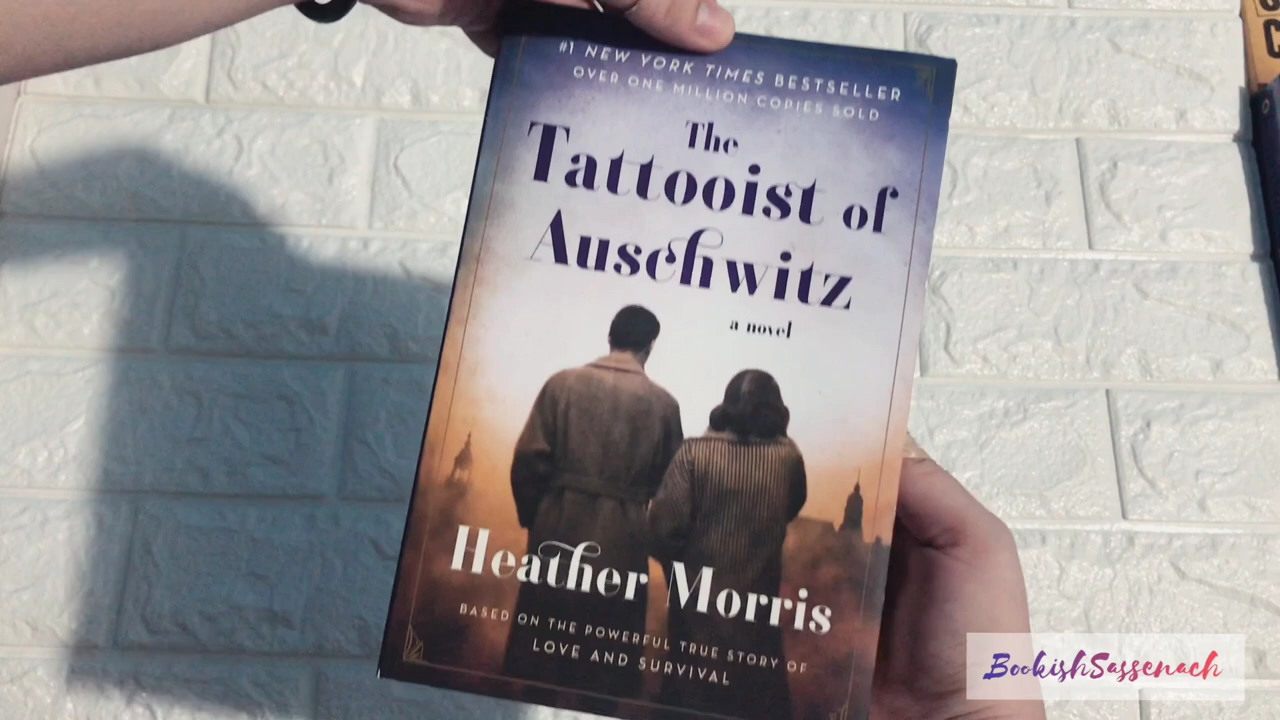 #1 NEW YORK TIMES BESTSELLER
OVER ONE MILLION COPIES SOLD
The
Tattooist of
Auschwitz
a novel
Heather Morris
BASED ON THE POWERFUL TRUE STORY OF
LOVE AND SURVIVAL
BookishSassenach